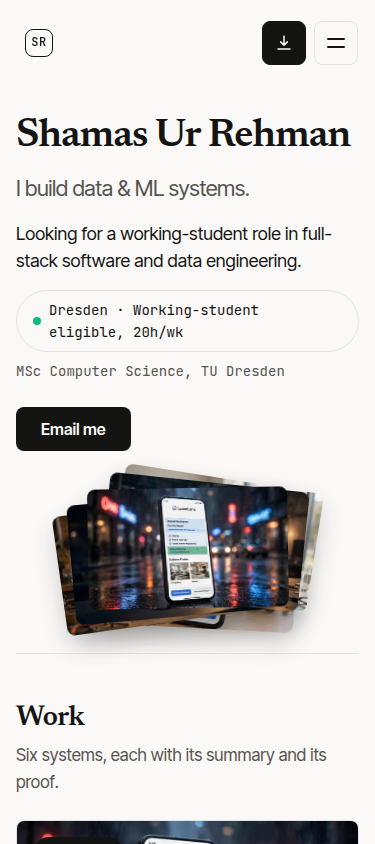 SR
Shamas Ur Rehman
I build data & ML systems.
Looking for a working-student role in full-
stack software and data engineering.
Dresden · Working-student
eligible, 20h/wk
MSc Computer Science, TU Dresden
Email me
Work
Six systems, each with its summary and its
proof.